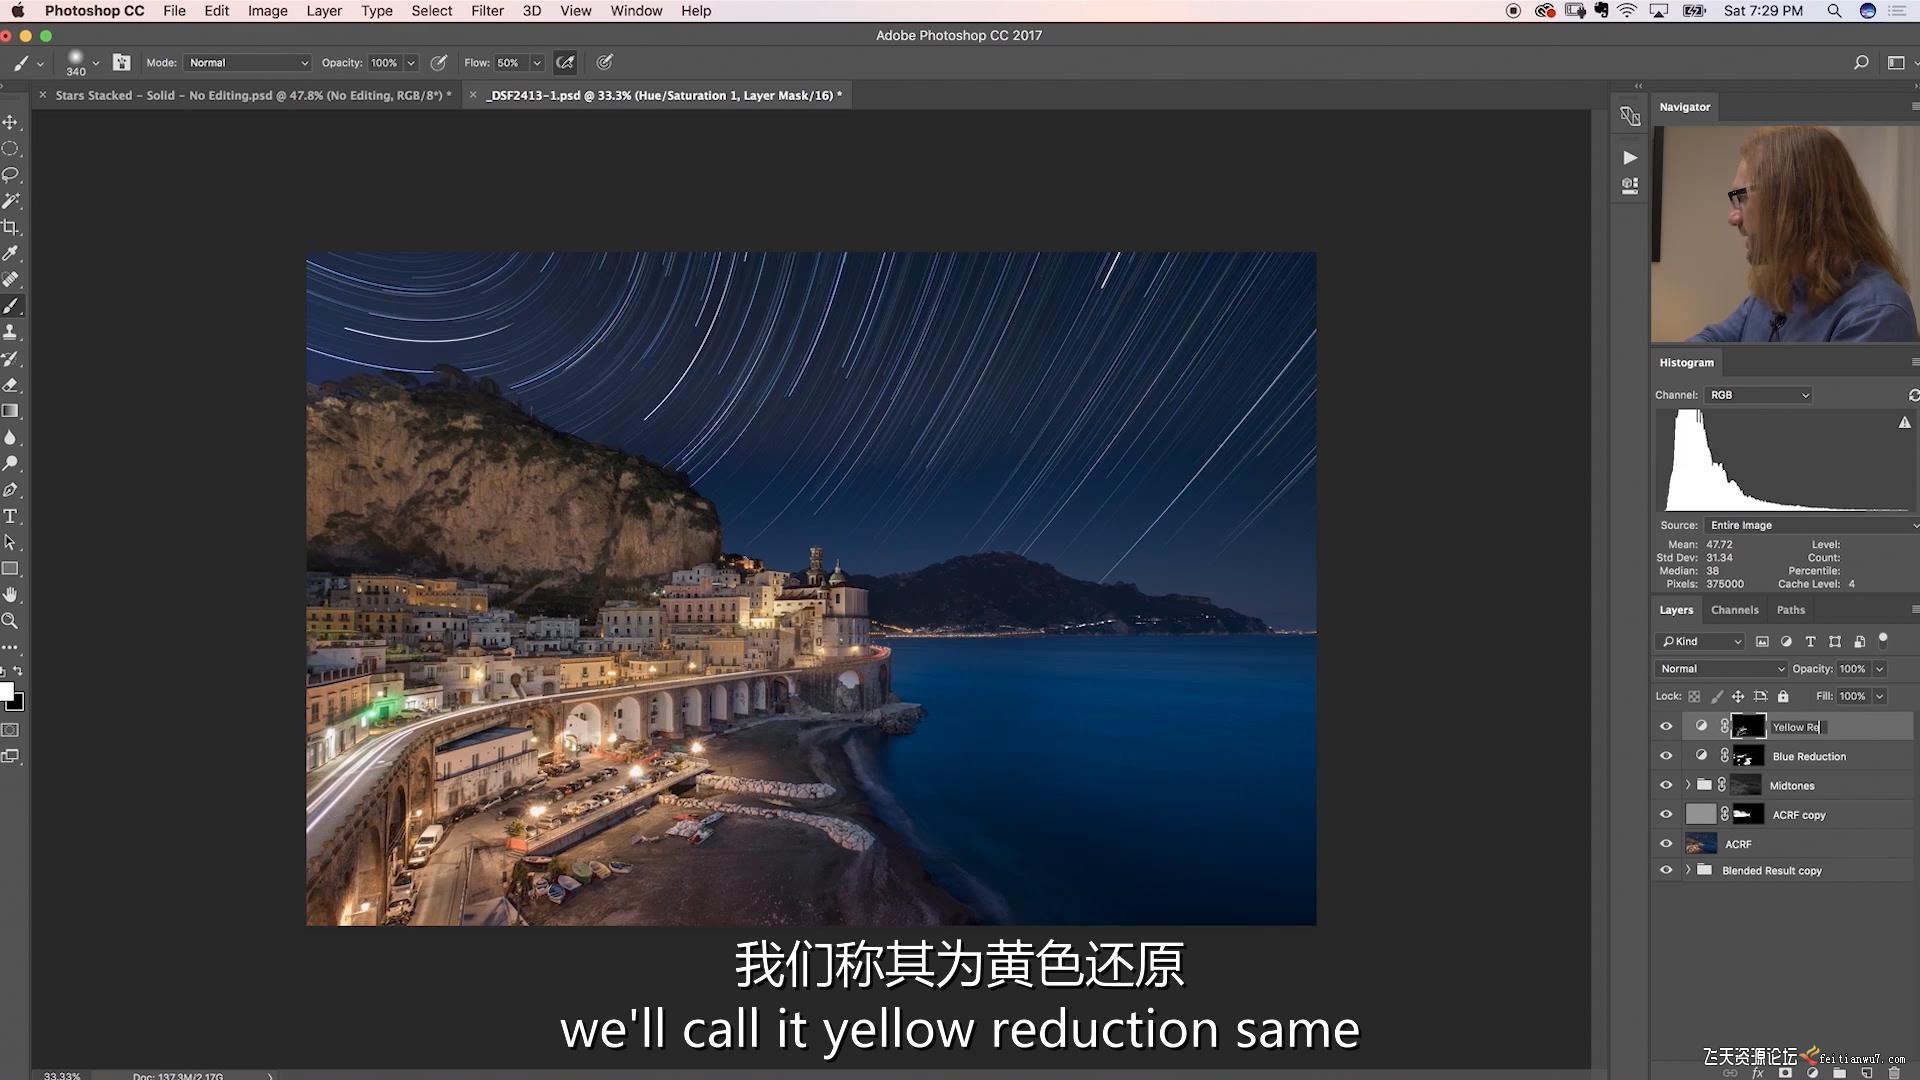 Photoshop CC File Edit Image Layer Type Select Filter 3D View Window Help Sat 7:29 PM
Adobe Photoshop CC 2017
340 Mode: Normal Opacity: 100% Flow: 50%
× Stars Stacked - Solid - No Editing.psd @ 47.8% (No Editing, RGB/8*) * × _DSF2413-1.psd @ 33.3% (Hue/Saturation 1, Layer Mask/16) *
Navigator
Histogram
Channel: RGB
Source: Entire Image
Mean: 47.72 Level:
Std Dev: 31.34 Count:
Median: 38 Percentile:
Pixels: 375000 Cache Level: 4
Layers Channels Paths
Kind
Normal Opacity: 100%
Lock: Fill: 100%
Yellow Re
Blue Reduction
Midtones
ACRF copy
ACRF
Blended Result copy
我们称其为黄色还原
we'll call it yellow reduction same
飞天资源论坛 feitianwu7.com
33.33% Doc: 137.3M/2.17G